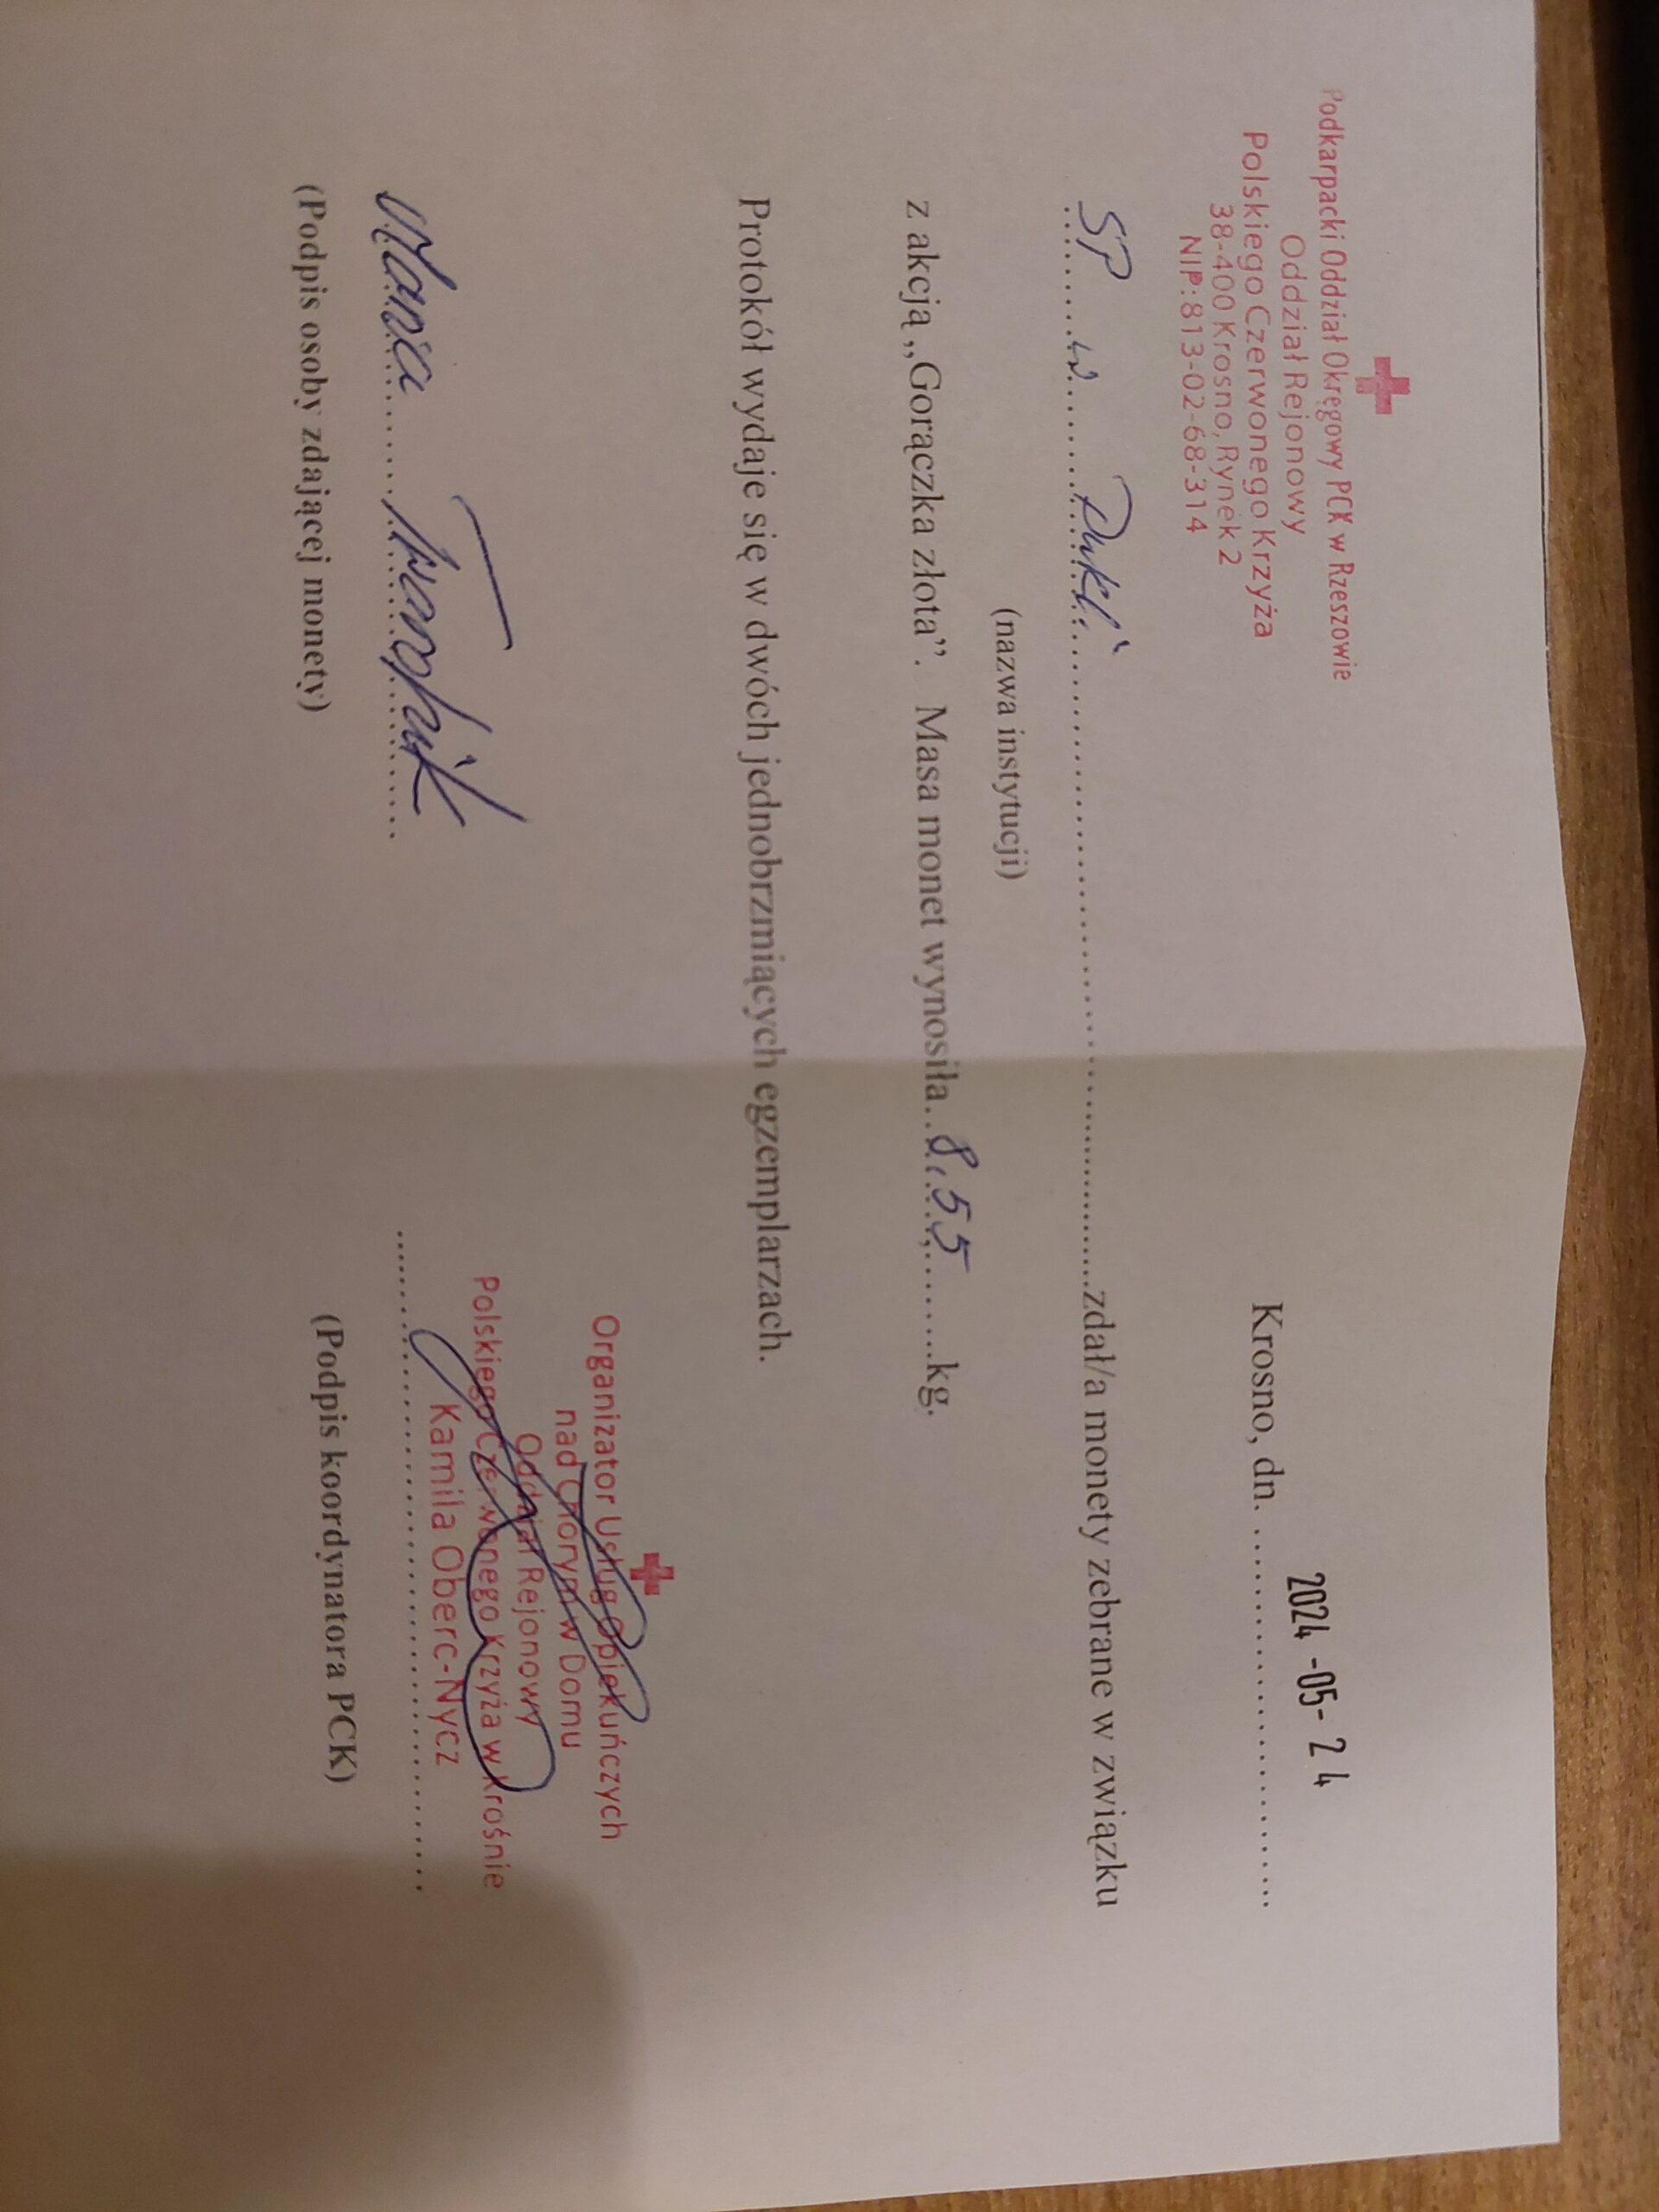 Podkarpacki Oddział Okręgowy PCK w Rzeszowie
Oddział Rejonowy
Polskiego Czerwonego Krzyża
38-400 Krosno, Rynek 2
NIP: 813-02-68-314
2024 -05- 24
Krosno, dn. ........................................
SP w Dukli ........................................ zdał/a monety zebrane w związku
(nazwa instytucji)
z akcją „Gorączka złota”. Masa monet wynosiła 8,55 kg.
Protokół wydaje się w dwóch jednobrzmiących egzemplarzach.
Organizator Usług Opiekuńczych
nad Chorym w Domu
Oddział Rejonowy
Polskiego Czerwonego Krzyża w Krośnie
Kamila Oberc-Nycz
(Podpis osoby zdającej monety)
(Podpis koordynatora PCK)